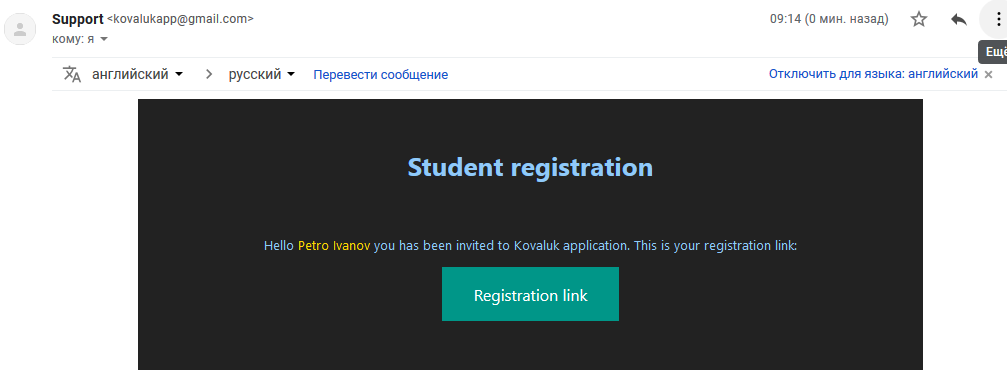 Support <kovalukapp@gmail.com>
09:14 (0 мин. назад)
кому: я
Ещё
английский
русский
Перевести сообщение
Отключить для языка: английский
Student registration
Hello Petro Ivanov you has been invited to Kovaluk application. This is your registration link:
Registration link